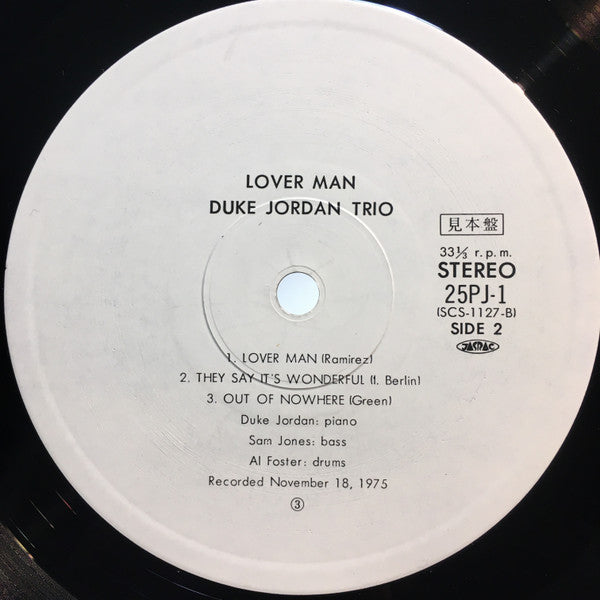 LOVER MAN
DUKE JORDAN TRIO
見本盤
33⅓ r.p.m.
STEREO
25PJ-1
(SCS-1127-B)
SIDE 2
JASRAC
1. LOVER MAN (Ramirez)
2. THEY SAY IT'S WONDERFUL (I. Berlin)
3. OUT OF NOWHERE (Green)
Duke Jordan: piano
Sam Jones: bass
Al Foster: drums
Recorded November 18, 1975
③